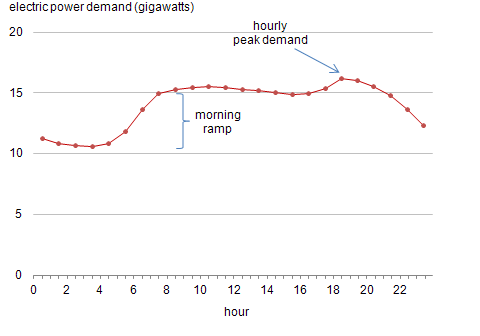 electric power demand (gigawatts)
20
hourly
peak demand
15
morning
ramp
10
5
0
0 2 4 6 8 10 12 14 16 18 20 22
hour